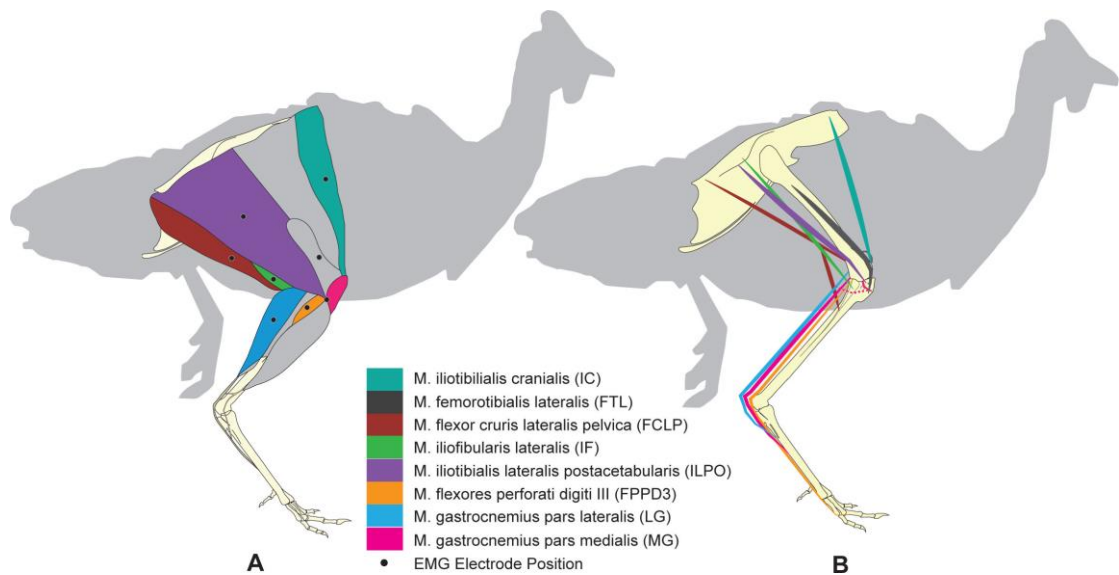 M. iliotibilialis cranialis (IC)
M. femorotibialis lateralis (FTL)
M. flexor cruris lateralis pelvica (FCLP)
M. iliofibularis lateralis (IF)
M. iliotibialis lateralis postacetabularis (ILPO)
M. flexores perforati digiti III (FPPD3)
M. gastrocnemius pars lateralis (LG)
M. gastrocnemius pars medialis (MG)
EMG Electrode Position
A
B